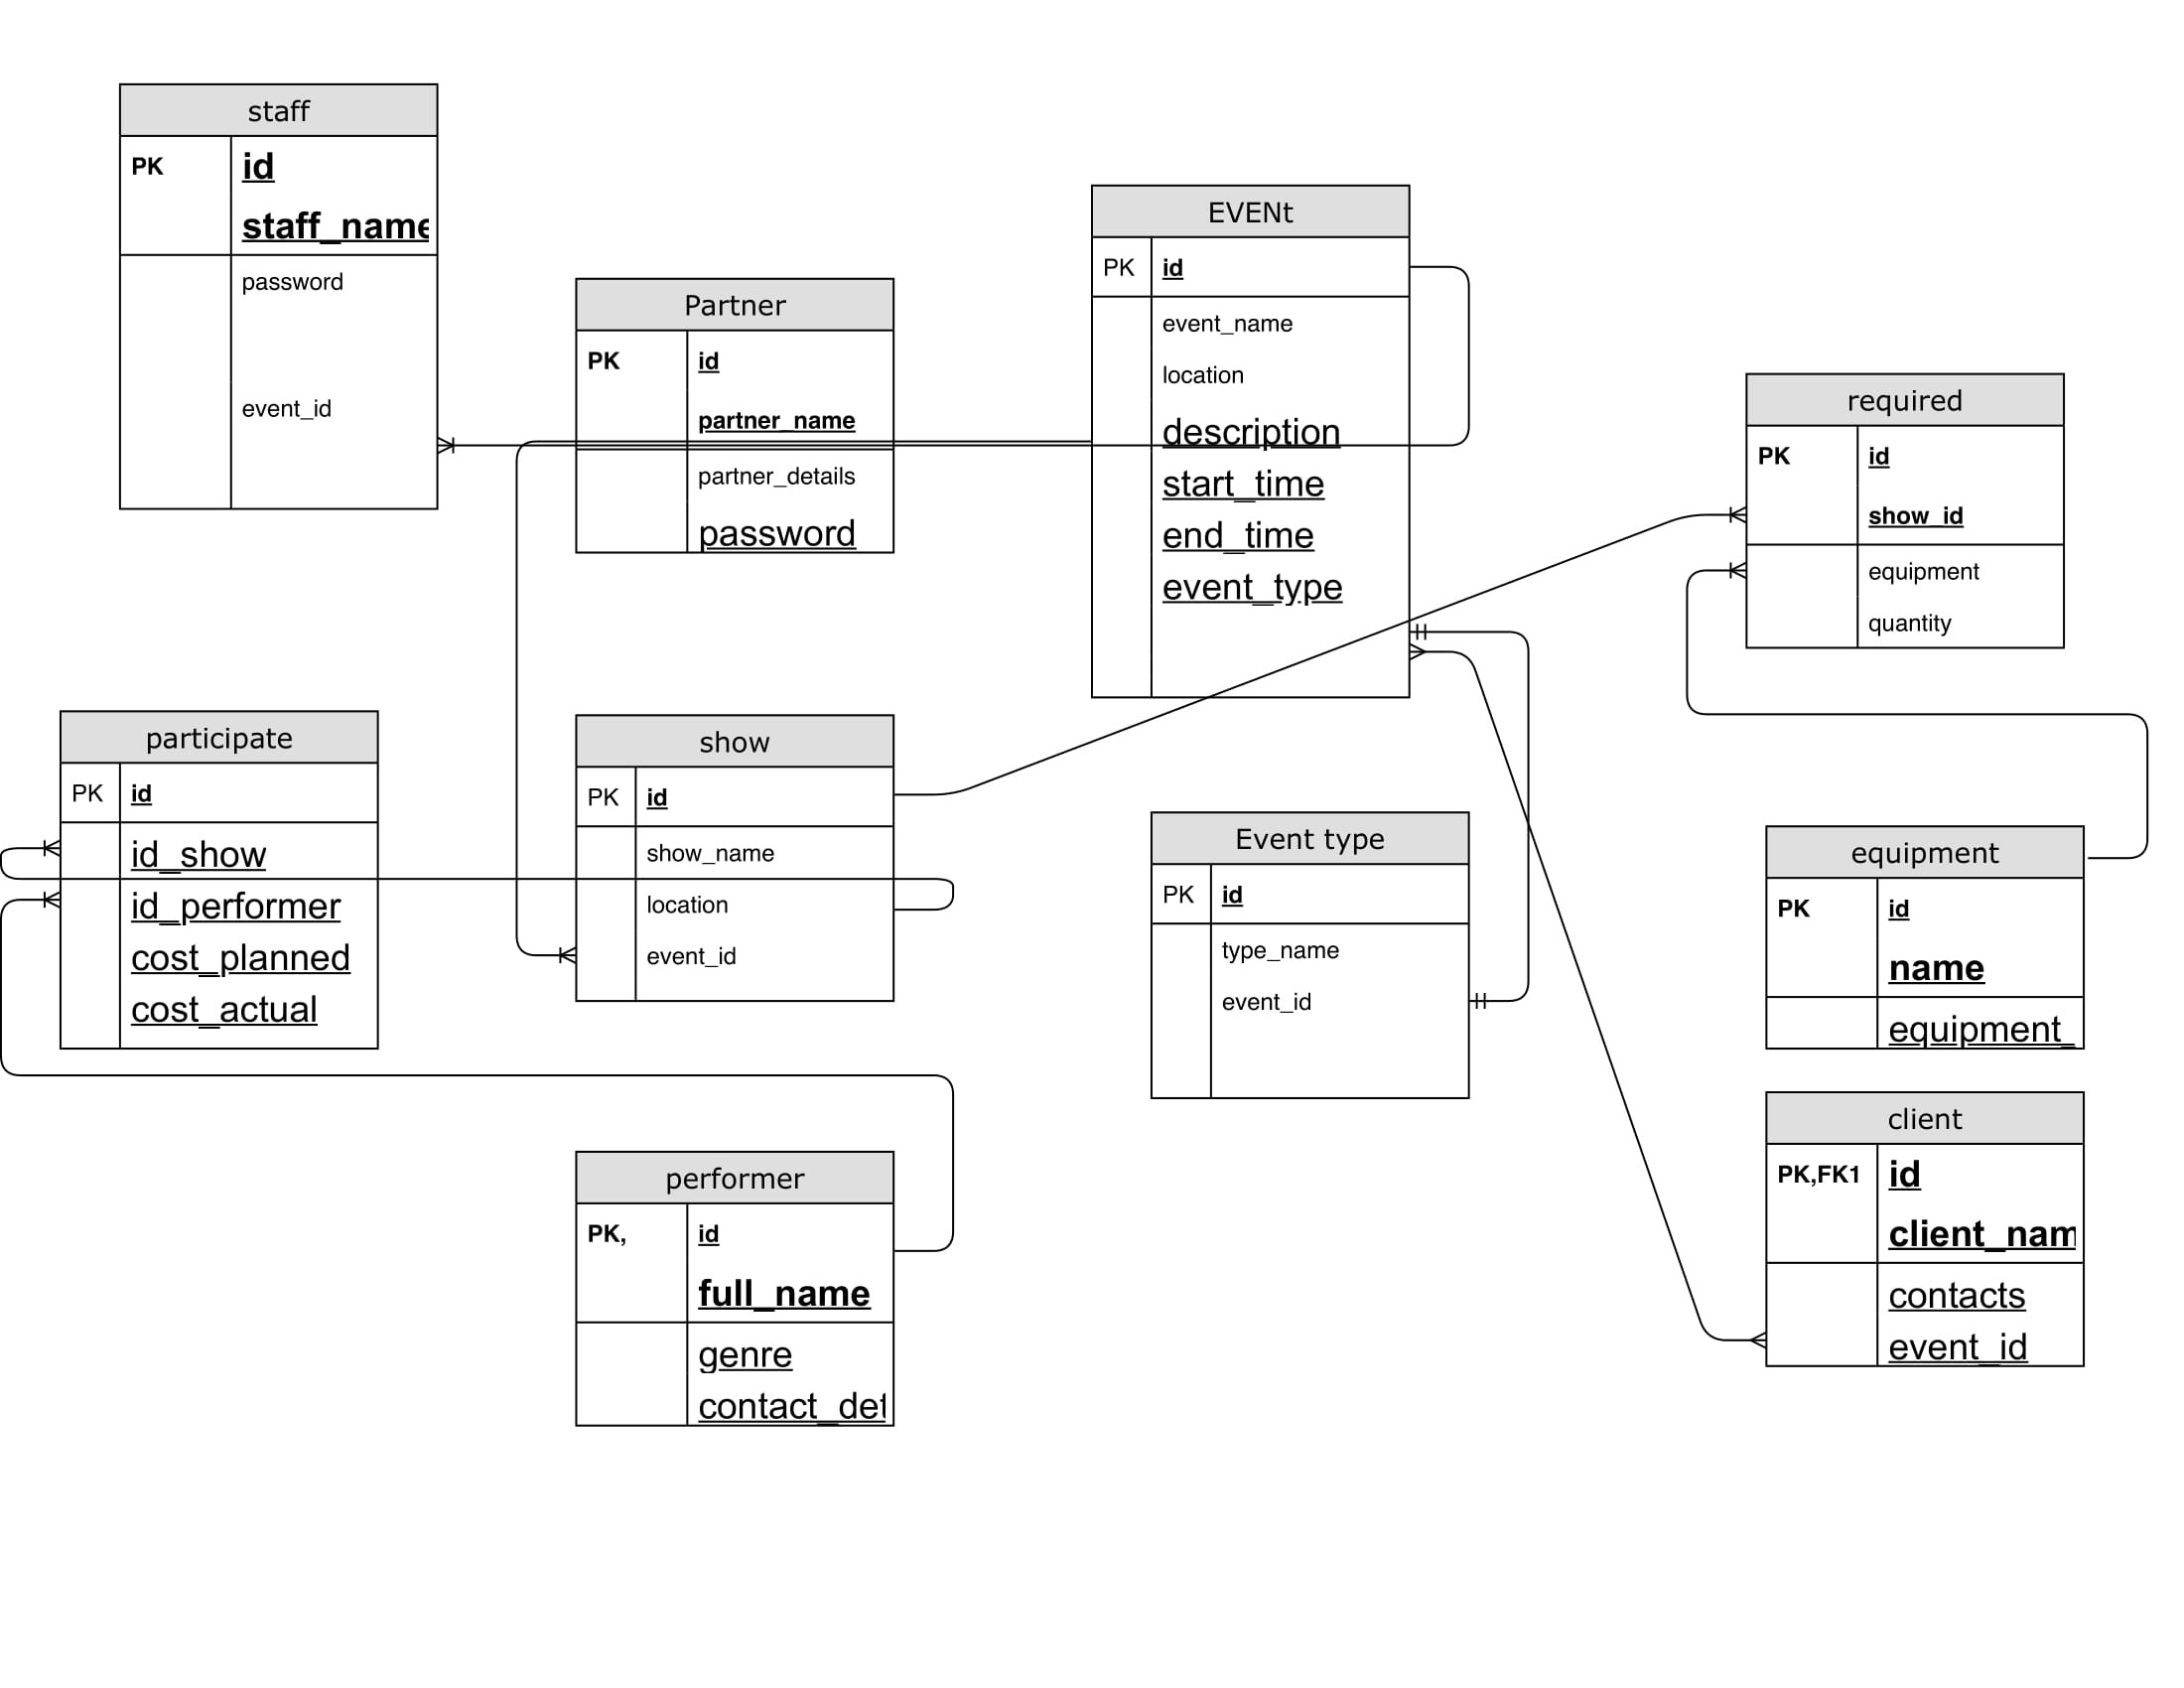 staff
PK id
staff_name
password
event_id
Partner
PK id
partner_name
partner_details
password
EVENt
PK id
event_name
location
description
start_time
end_time
event_type
required
PK id
show_id
equipment
quantity
participate
PK id
id_show
id_performer
cost_planned
cost_actual
show
PK id
show_name
location
event_id
Event type
PK id
type_name
event_id
equipment
PK id
name
equipment_
client
PK,FK1 id
client_nam
contacts
event_id
performer
PK, id
full_name
genre
contact_det